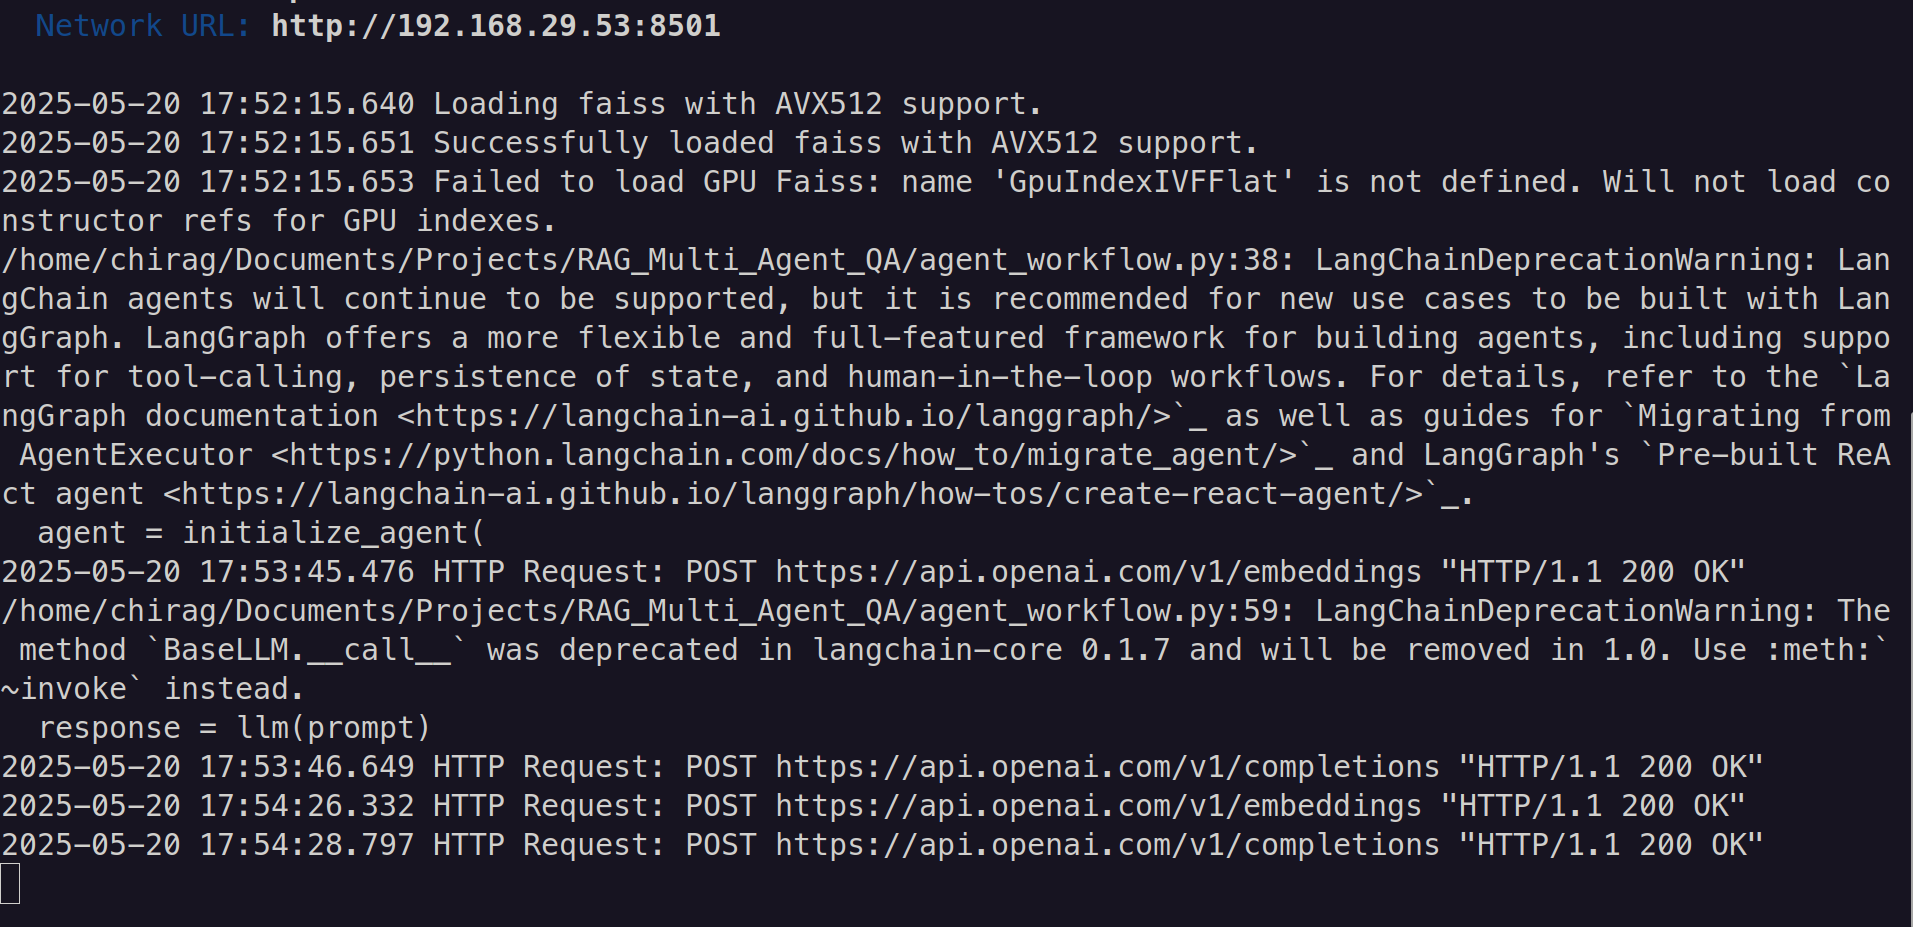 Network URL: http://192.168.29.53:8501
2025-05-20 17:52:15.640 Loading faiss with AVX512 support.
2025-05-20 17:52:15.651 Successfully loaded faiss with AVX512 support.
2025-05-20 17:52:15.653 Failed to load GPU Faiss: name 'GpuIndexIVFFlat' is not defined. Will not load co
nstructor refs for GPU indexes.
/home/chirag/Documents/Projects/RAG_Multi_Agent_QA/agent_workflow.py:38: LangChainDeprecationWarning: Lan
gChain agents will continue to be supported, but it is recommended for new use cases to be built with Lan
gGraph. LangGraph offers a more flexible and full-featured framework for building agents, including suppo
rt for tool-calling, persistence of state, and human-in-the-loop workflows. For details, refer to the `La
ngGraph documentation <https://langchain-ai.github.io/langgraph/>`_ as well as guides for `Migrating from
 AgentExecutor <https://python.langchain.com/docs/how_to/migrate_agent/>`_ and LangGraph's `Pre-built ReA
ct agent <https://langchain-ai.github.io/langgraph/how-tos/create-react-agent/>`_.
  agent = initialize_agent(
2025-05-20 17:53:45.476 HTTP Request: POST https://api.openai.com/v1/embeddings "HTTP/1.1 200 OK"
/home/chirag/Documents/Projects/RAG_Multi_Agent_QA/agent_workflow.py:59: LangChainDeprecationWarning: The
 method `BaseLLM.__call__` was deprecated in langchain-core 0.1.7 and will be removed in 1.0. Use :meth:`
~invoke` instead.
  response = llm(prompt)
2025-05-20 17:53:46.649 HTTP Request: POST https://api.openai.com/v1/completions "HTTP/1.1 200 OK"
2025-05-20 17:54:26.332 HTTP Request: POST https://api.openai.com/v1/embeddings "HTTP/1.1 200 OK"
2025-05-20 17:54:28.797 HTTP Request: POST https://api.openai.com/v1/completions "HTTP/1.1 200 OK"